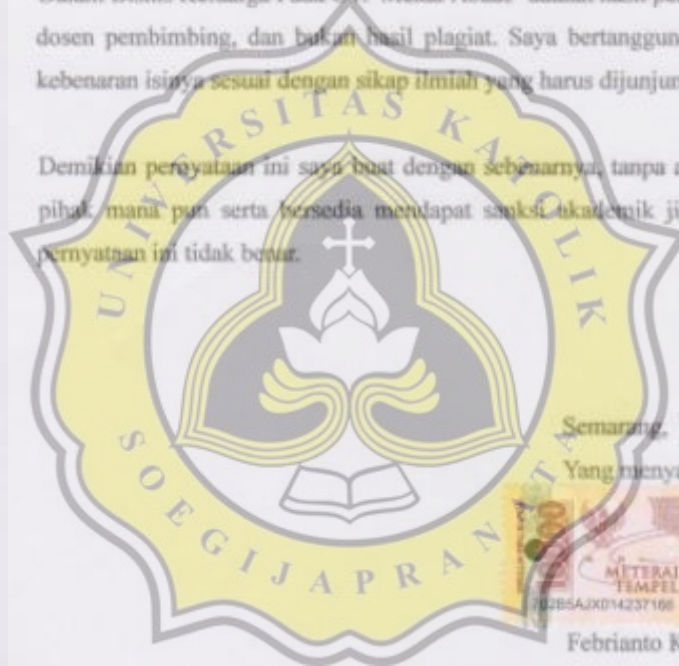 dosen pembimbing, dan bukan hasil plagiat. Saya bertanggun
kebenaran isinya sesuai dengan sikap ilmiah yang harus dijunjun
Demikian pernyataan ini saya buat dengan sebenarnya, tanpa a
pihak mana pun serta bersedia mendapat sanksi akademik ji
pernyataan ini tidak benar.
UNIVERSITAS KATOLIK
SOEGIJAPRANATA
Semarang,
Yang menya
METERAI
TEMPEL
702B5AJX014237166
Febrianto K